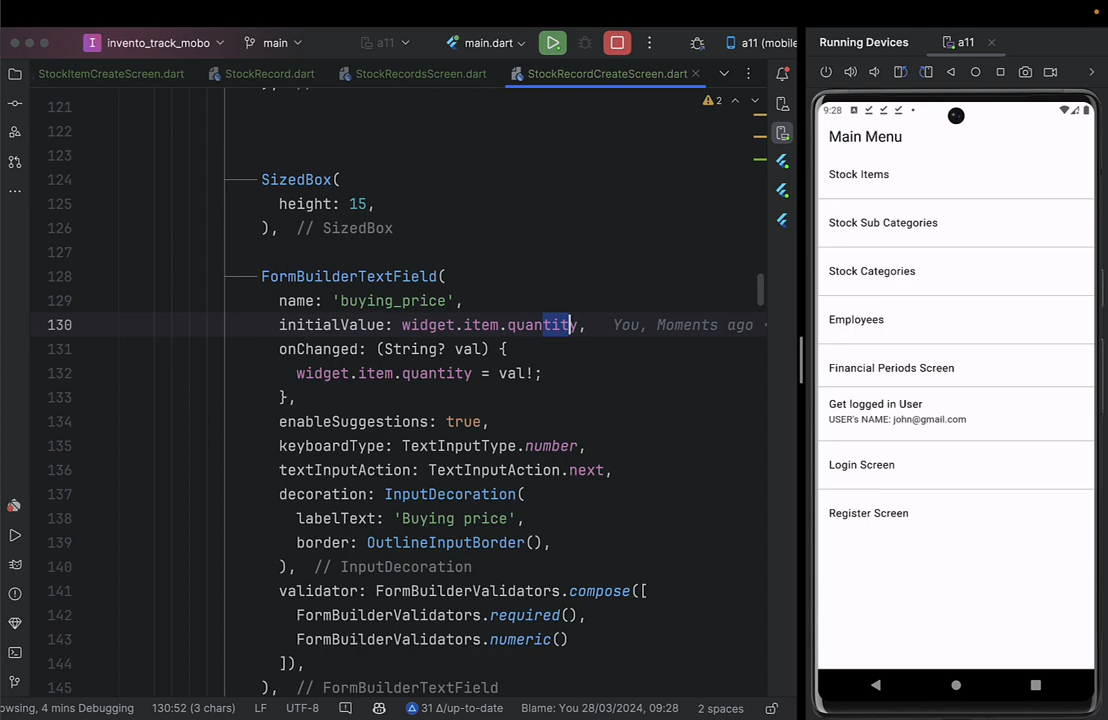 invento_track_mobo
main
a11
main.dart
a11 (mobile
Running Devices
a11
StockItemCreateScreen.dart
StockRecord.dart
StockRecordsScreen.dart
StockRecordCreateScreen.dart
2
121
122
123
124 SizedBox(
125 height: 15,
126 ), // SizedBox
127
128 FormBuilderTextField(
129 name: 'buying_price',
130 initialValue: widget.item.quantity, You, Moments ago •
131 onChanged: (String? val) {
132 widget.item.quantity = val!;
133 },
134 enableSuggestions: true,
135 keyboardType: TextInputType.number,
136 textInputAction: TextInputAction.next,
137 decoration: InputDecoration(
138 labelText: 'Buying price',
139 border: OutlineInputBorder(),
140 ), // InputDecoration
141 validator: FormBuilderValidators.compose([
142 FormBuilderValidators.required(),
143 FormBuilderValidators.numeric()
144 ]),
145 ), // FormBuilderTextField
owsing, 4 mins Debugging
130:52 (3 chars)
LF
UTF-8
31 Δ/up-to-date
Blame: You 28/03/2024, 09:28
2 spaces
9:28
Main Menu
Stock Items
Stock Sub Categories
Stock Categories
Employees
Financial Periods Screen
Get logged in User
USER's NAME: john@gmail.com
Login Screen
Register Screen